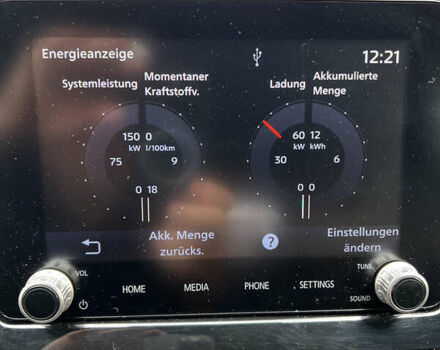 Energieanzeige
12:21
Systemleistung
Momentaner
Kraftstoffv.
Ladung
Akkumulierte
Menge
150 0
kW l/100km
75 9
0 18
60 12
kW kWh
30 6
0 0
Akk. Menge
zurücks.
?
Einstellungen
ändern
VOL
HOME
MEDIA
PHONE
SETTINGS
TUNE
SOUND